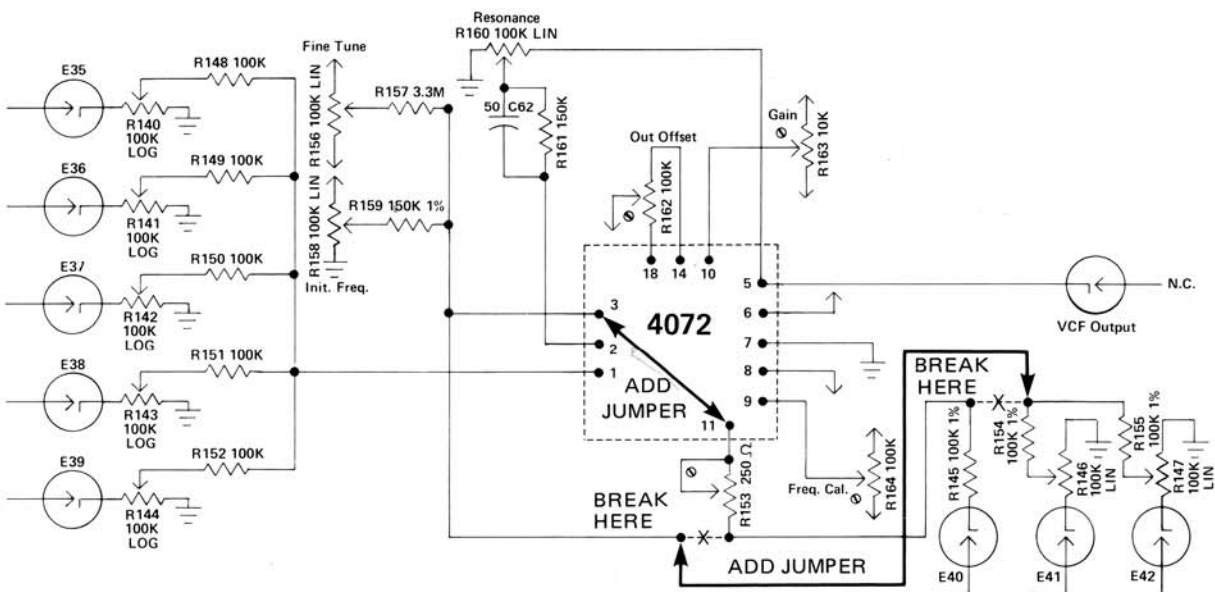 Resonance
R160 100K LIN
Fine Tune
E35
R148 100K
R140
100K
LOG
R156 100K LIN
R157 3.3M
50 C62
R161 150K
Out Offset
R162 100K
Gain
R163 10K
E36
R149 100K
R141
100K
LOG
R158 100K LIN
R159 150K 1%
Init. Freq.
E37
R150 100K
R142
100K
LOG
E38
R151 100K
R143
100K
LOG
E39
R152 100K
R144
100K
LOG
18
14
10
3
2
1
4072
5
6
7
8
9
11
ADD
JUMPER
N.C.
VCF Output
BREAK
HERE
R153 250 Ω
Freq. Cal.
R164 100K
BREAK
HERE
ADD JUMPER
R145 100K 1%
R154
100K 1%
R146
100K
LIN
R155
100K 1%
R147
100K
LIN
E40
E41
E42